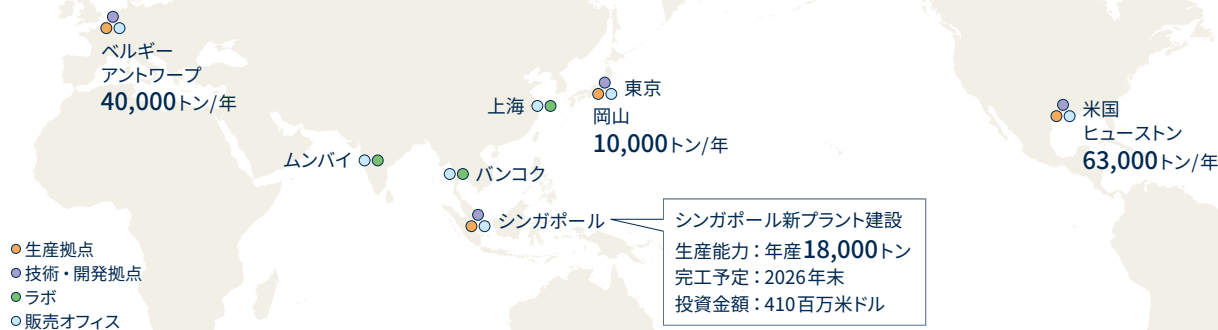 ベルギー
アントワープ
40,000トン/年
上海
東京
岡山
10,000トン/年
米国
ヒューストン
63,000トン/年
ムンバイ
バンコク
シンガポール
シンガポール新プラント建設
生産能力：年産18,000トン
完工予定：2026年末
投資金額：410百万米ドル
生産拠点
技術・開発拠点
ラボ
販売オフィス